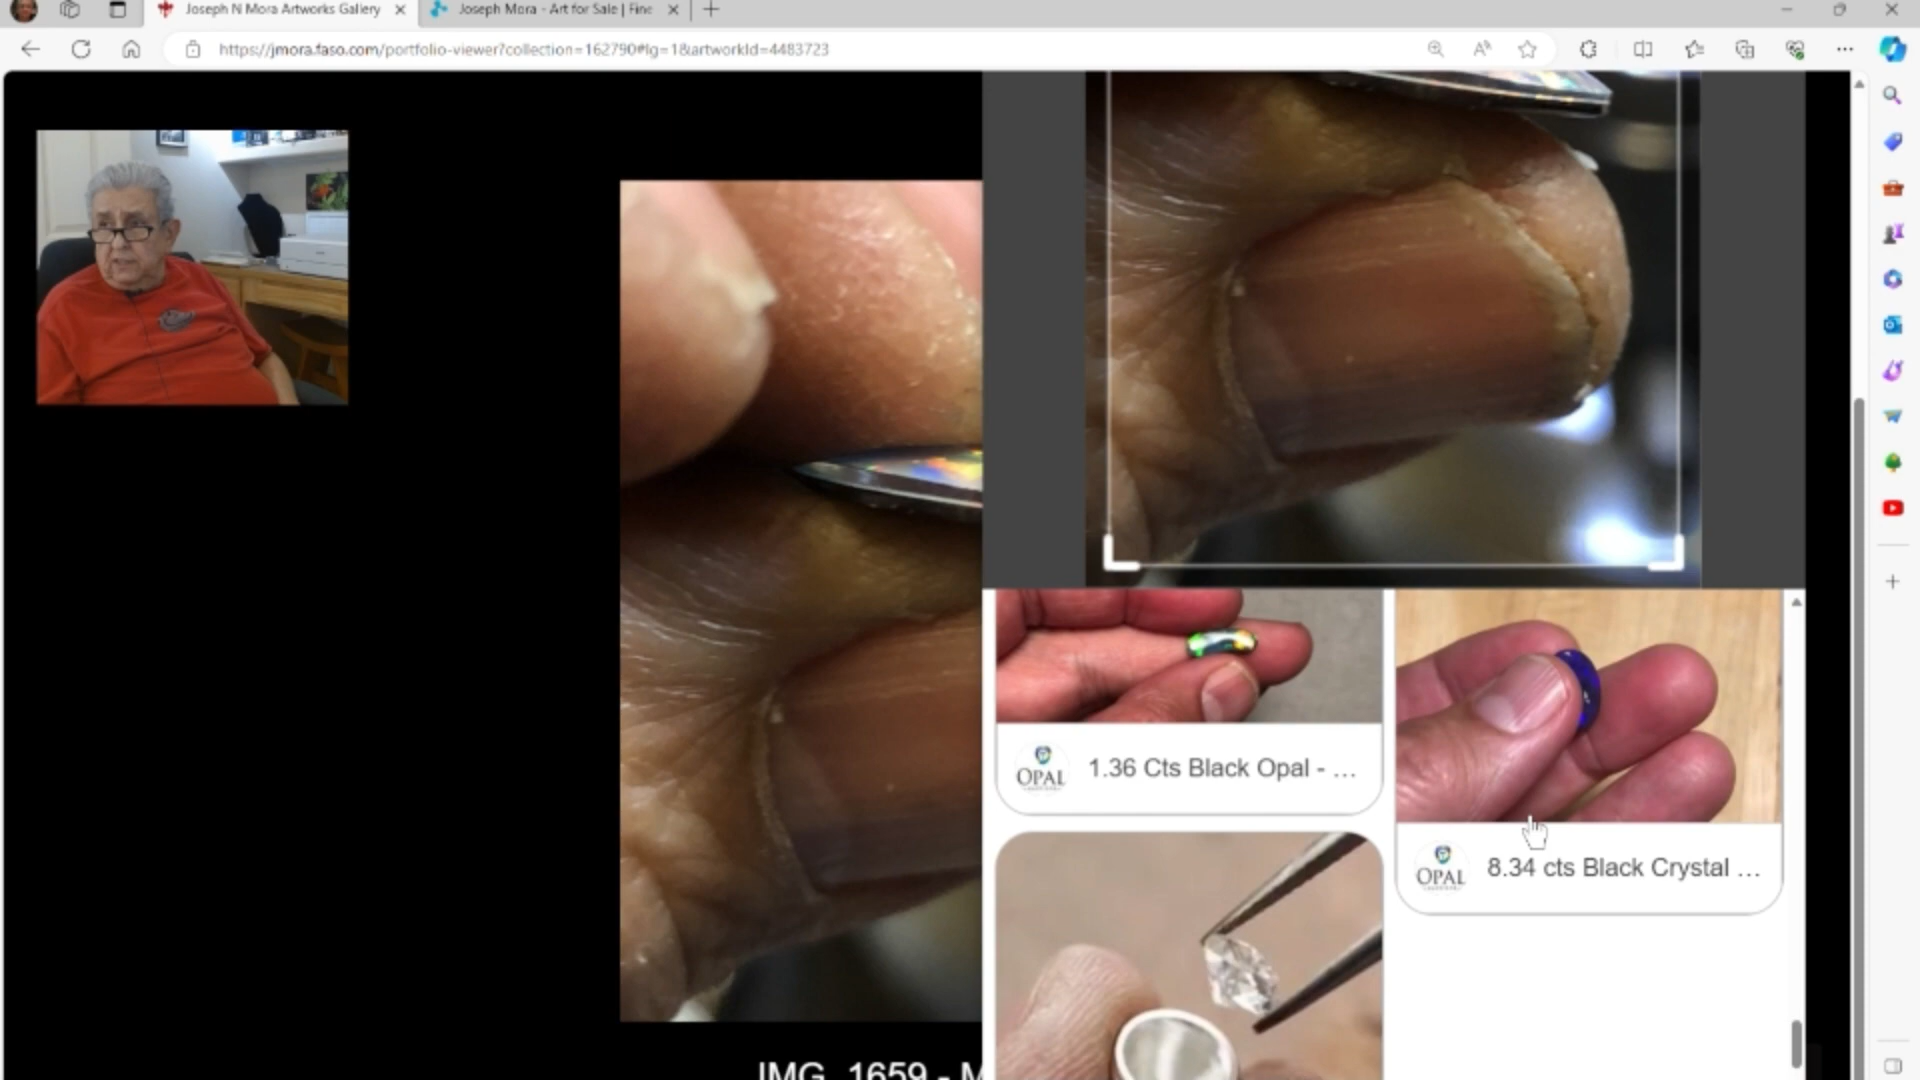 Joseph N Mora Artworks Gallery
Joseph Mora - Art for Sale | Fine
https://jmora.faso.com/portfolio-viewer?collection=162790#lg=1&artworkId=4483723
OPAL
1.36 Cts Black Opal - ...
OPAL
8.34 cts Black Crystal ...
IMG_1659 - M